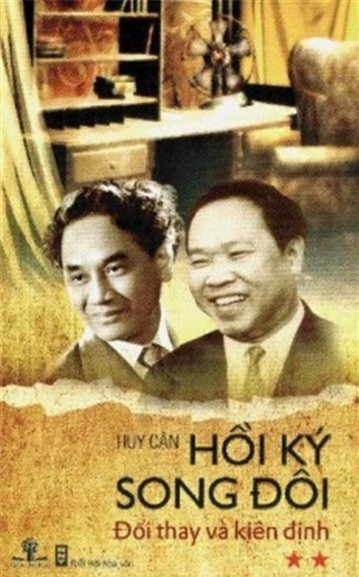 HUY CẬN HỒI KÝ
SONG ĐÔI
Đổi thay và kiên định